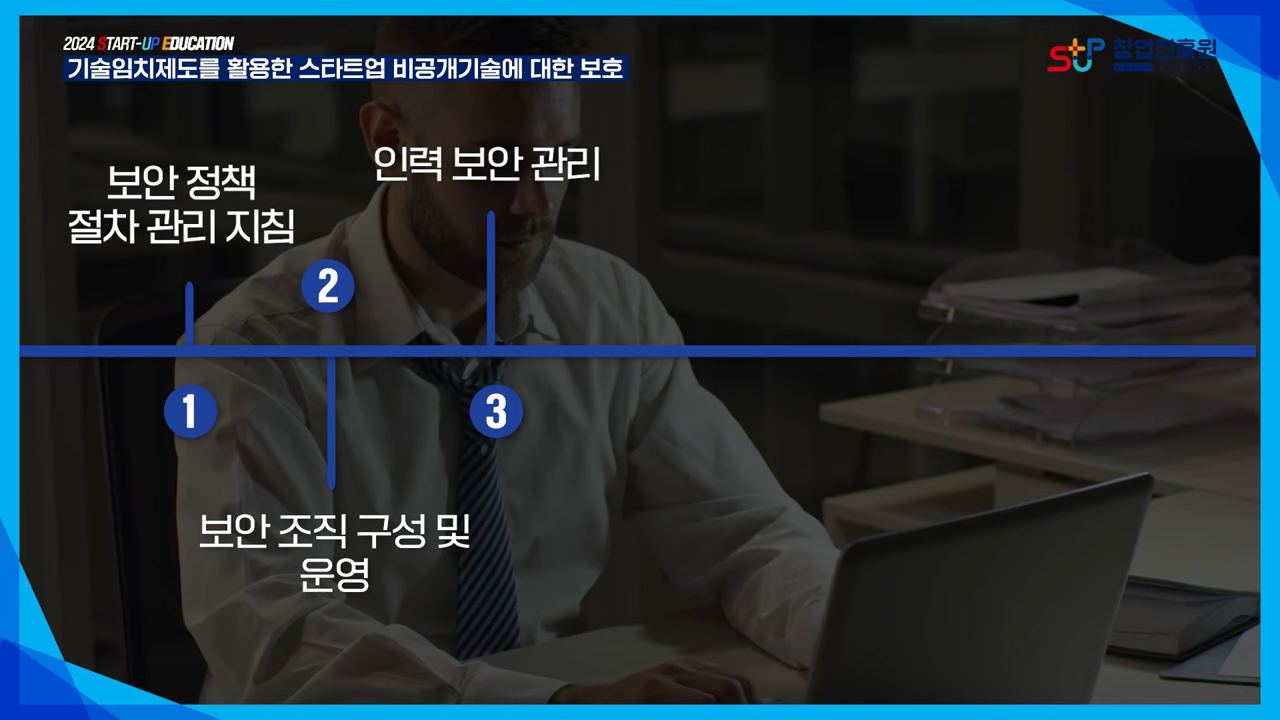 2024 START-UP EDUCATION
기술임치제도를 활용한 스타트업 비공개기술에 대한 보호
창업진흥원
보안 정책
절차 관리 지침
인력 보안 관리
2
1
3
보안 조직 구성 및
운영